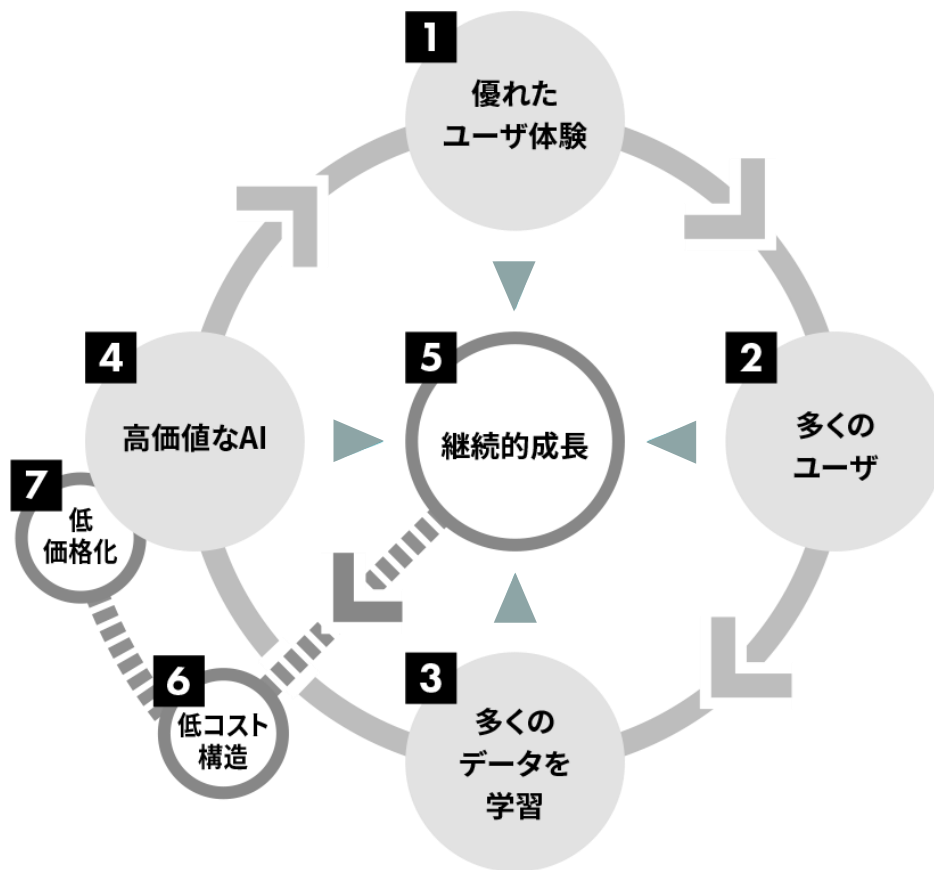 1
優れた
ユーザ体験
2
多くの
ユーザ
3
多くの
データを
学習
4
高価値なAI
5
継続的成長
6
低コスト
構造
7
低
価格化